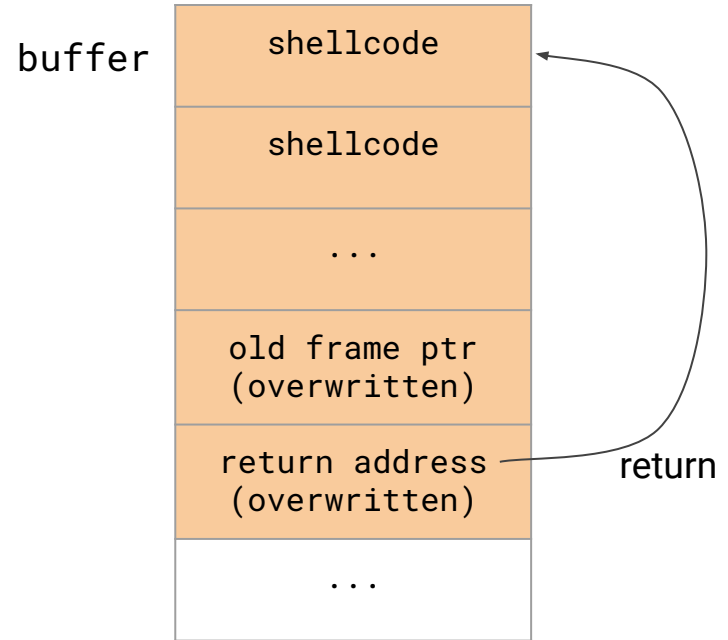 buffer
shellcode
shellcode
...
old frame ptr
(overwritten)
return address
(overwritten)
return
...